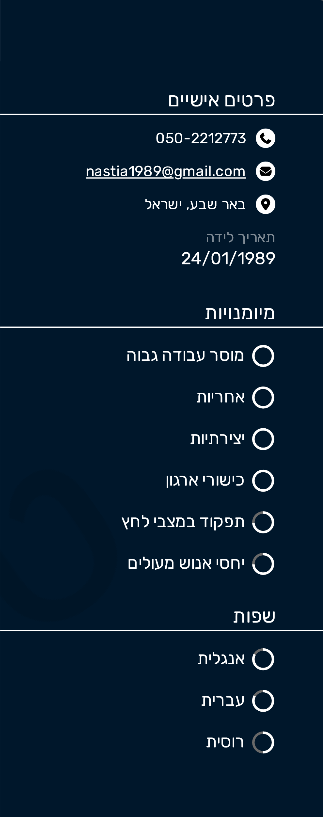 פרטים אישיים
050-2212773
nastia1989@gmail.com
באר שבע, ישראל
תאריך לידה
24/01/1989
מיומנויות
מוסר עבודה גבוה
אחריות
יצירתיות
כישורי ארגון
תפקוד במצבי לחץ
יחסי אנוש מעולים
שפות
אנגלית
עברית
רוסית